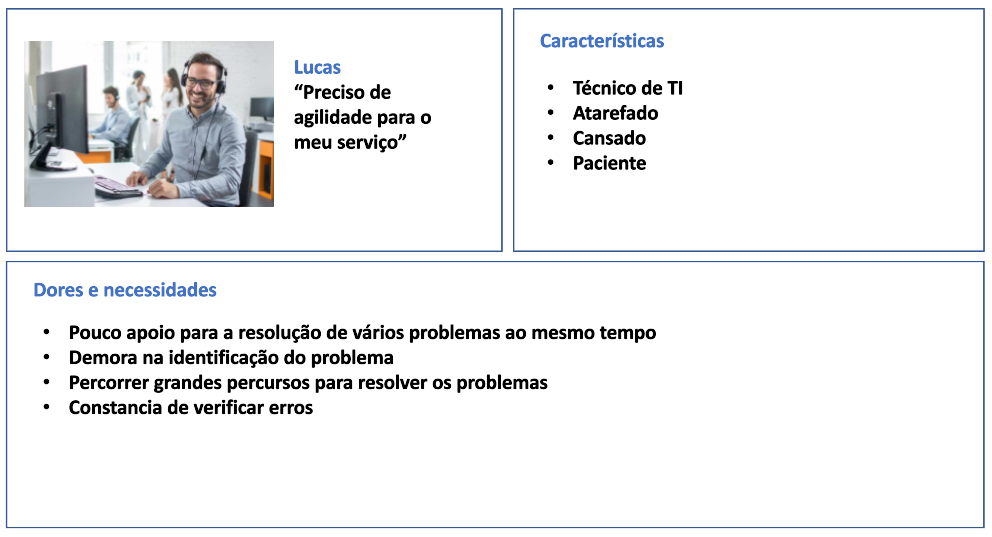 Lucas
“Preciso de
agilidade para o
meu serviço”
Características
• Técnico de TI
• Atarefado
• Cansado
• Paciente
Dores e necessidades
• Pouco apoio para a resolução de vários problemas ao mesmo tempo
• Demora na identificação do problema
• Percorrer grandes percursos para resolver os problemas
• Constancia de verificar erros